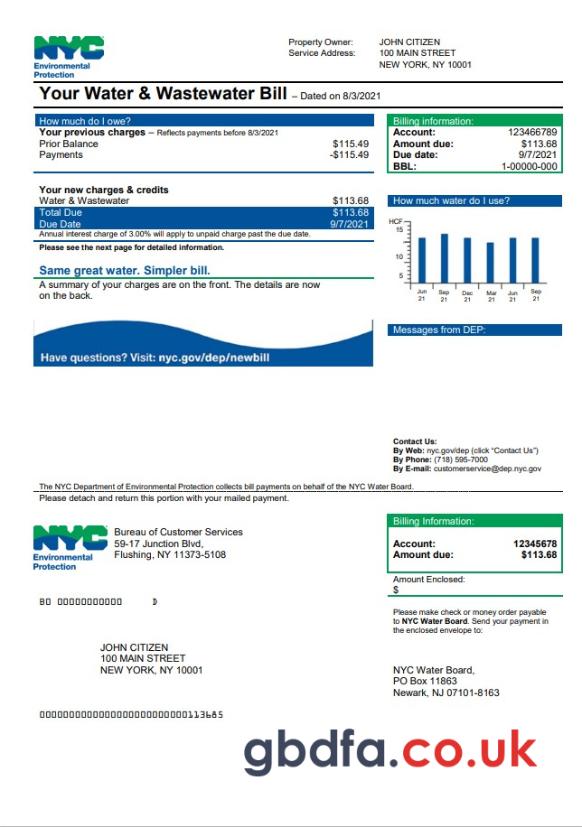 NYC
Environmental
Protection
Property Owner: JOHN CITIZEN
Service Address: 100 MAIN STREET
NEW YORK, NY 10001
Your Water & Wastewater Bill – Dated on 8/3/2021
How much do I owe?
Your previous charges – Reflects payments before 8/3/2021
Prior Balance $115.49
Payments -$115.49
Your new charges & credits
Water & Wastewater $113.68
Total Due $113.68
Due Date 9/7/2021
Annual interest charge of 3.00% will apply to unpaid charge past the due date.
Please see the next page for detailed information.
Same great water. Simpler bill.
A summary of your charges are on the front. The details are now
on the back.
Have questions? Visit: nyc.gov/dep/newbill
Billing information:
Account: 123466789
Amount due: $113.68
Due date: 9/7/2021
BBL: 1-00000-000
How much water do I use?
HCF
15
10
5
Jun Sep Dec Mar Jun Sep
21 21 21 21 21 21
Messages from DEP:
Contact Us:
By Web: nyc.gov/dep (click “Contact Us”)
By Phone: (718) 595-7000
By E-mail: customerservice@dep.nyc.gov
The NYC Department of Environmental Protection collects bill payments on behalf of the NYC Water Board.
Please detach and return this portion with your mailed payment.
NYC
Environmental
Protection
Bureau of Customer Services
59-17 Junction Blvd,
Flushing, NY 11373-5108
Billing Information:
Account: 12345678
Amount due: $113.68
Amount Enclosed:
$
Please make check or money order payable
to NYC Water Board. Send your payment in
the enclosed envelope to:
JOHN CITIZEN
100 MAIN STREET
NEW YORK, NY 10001
NYC Water Board,
PO Box 11863
Newark, NJ 07101-8163
gbdfa.co.uk